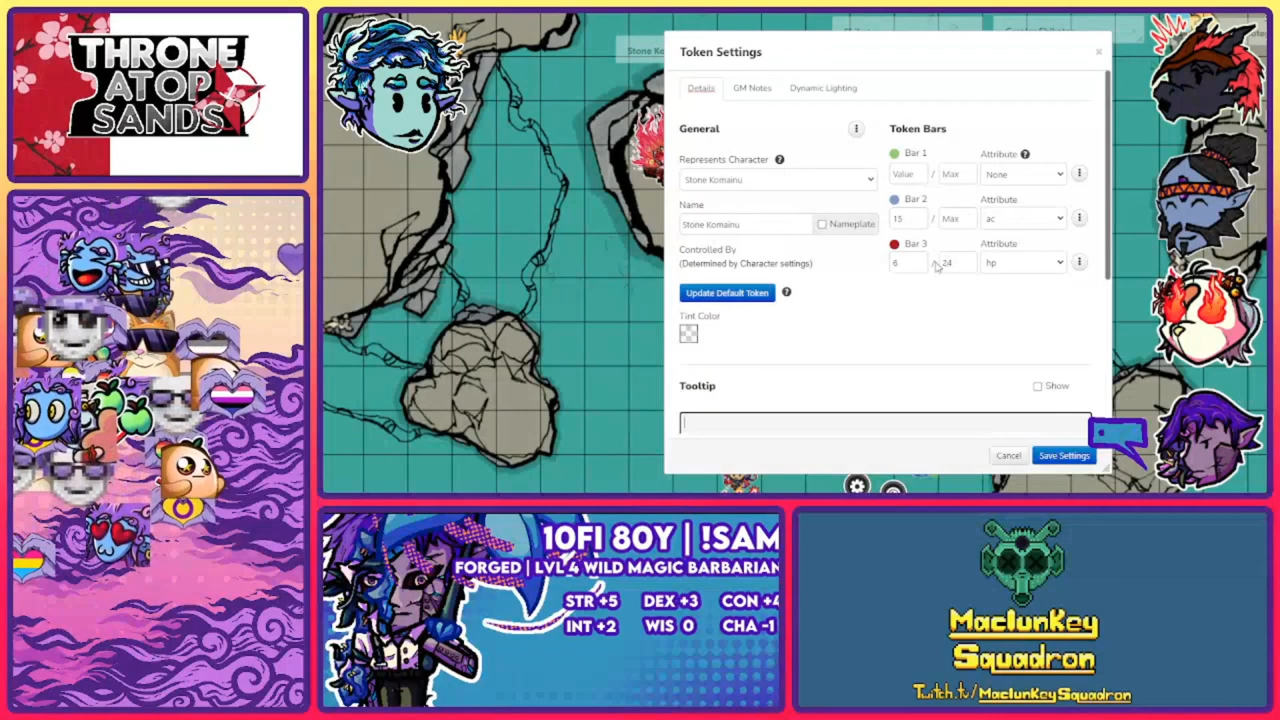 THRONE
ATOP
SANDS
Stone Ko
Token Settings
Details
GM Notes
Dynamic Lighting
General
Represents Character
Stone Komainu
Name
Stone Komainu
Nameplate
Controlled By
(Determined by Character settings)
Update Default Token
Tint Color
Token Bars
Bar 1
Attribute
Value / Max
None
Bar 2
Attribute
15 / Max
ac
Bar 3
Attribute
6 / 24
hp
Tooltip
Show
Cancel
Save Settings
10FI 80Y | !SAM
FORGED | LVL 4 WILD MAGIC BARBARIAN
STR +5 DEX +3 CON +4
INT +2 WIS 0 CHA -1
MaclunKey
Squadron
Twitch.tv/MaclunkeySquadron